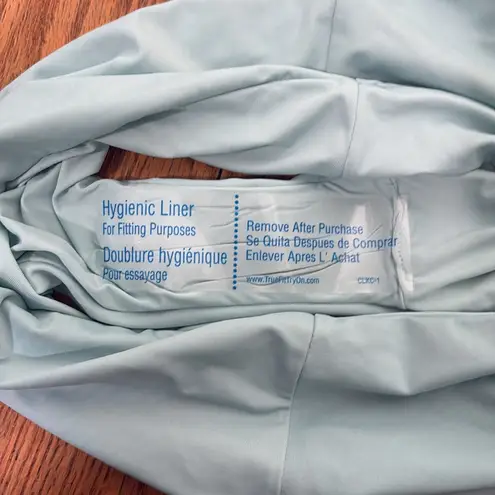 Hygienic Liner
For Fitting Purposes
Doublure hygiénique
Pour essayage
Remove After Purchase
Se Quita Despues de Comprar
Enlever Apres L' Achat
www.TrueFitTryOn.com